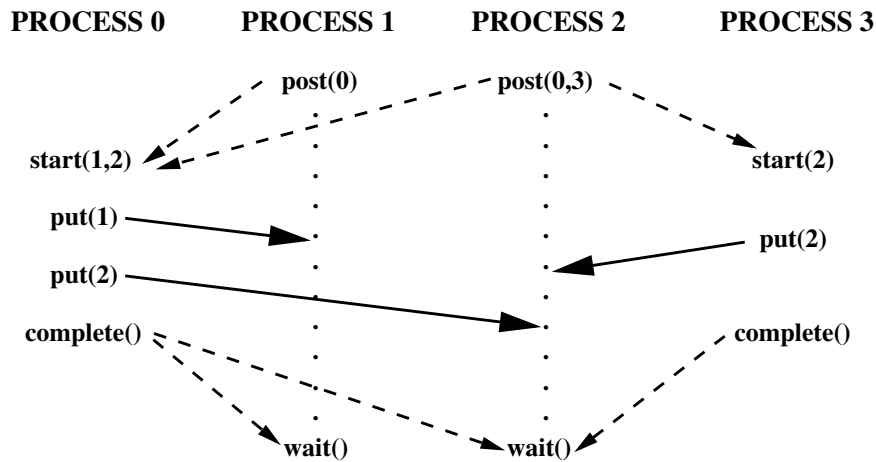 PROCESS 0 PROCESS 1 PROCESS 2 PROCESS 3
post(0) post(0,3)
start(1,2) start(2)
put(1)
put(2)
put(2)
complete() complete()
wait() wait()